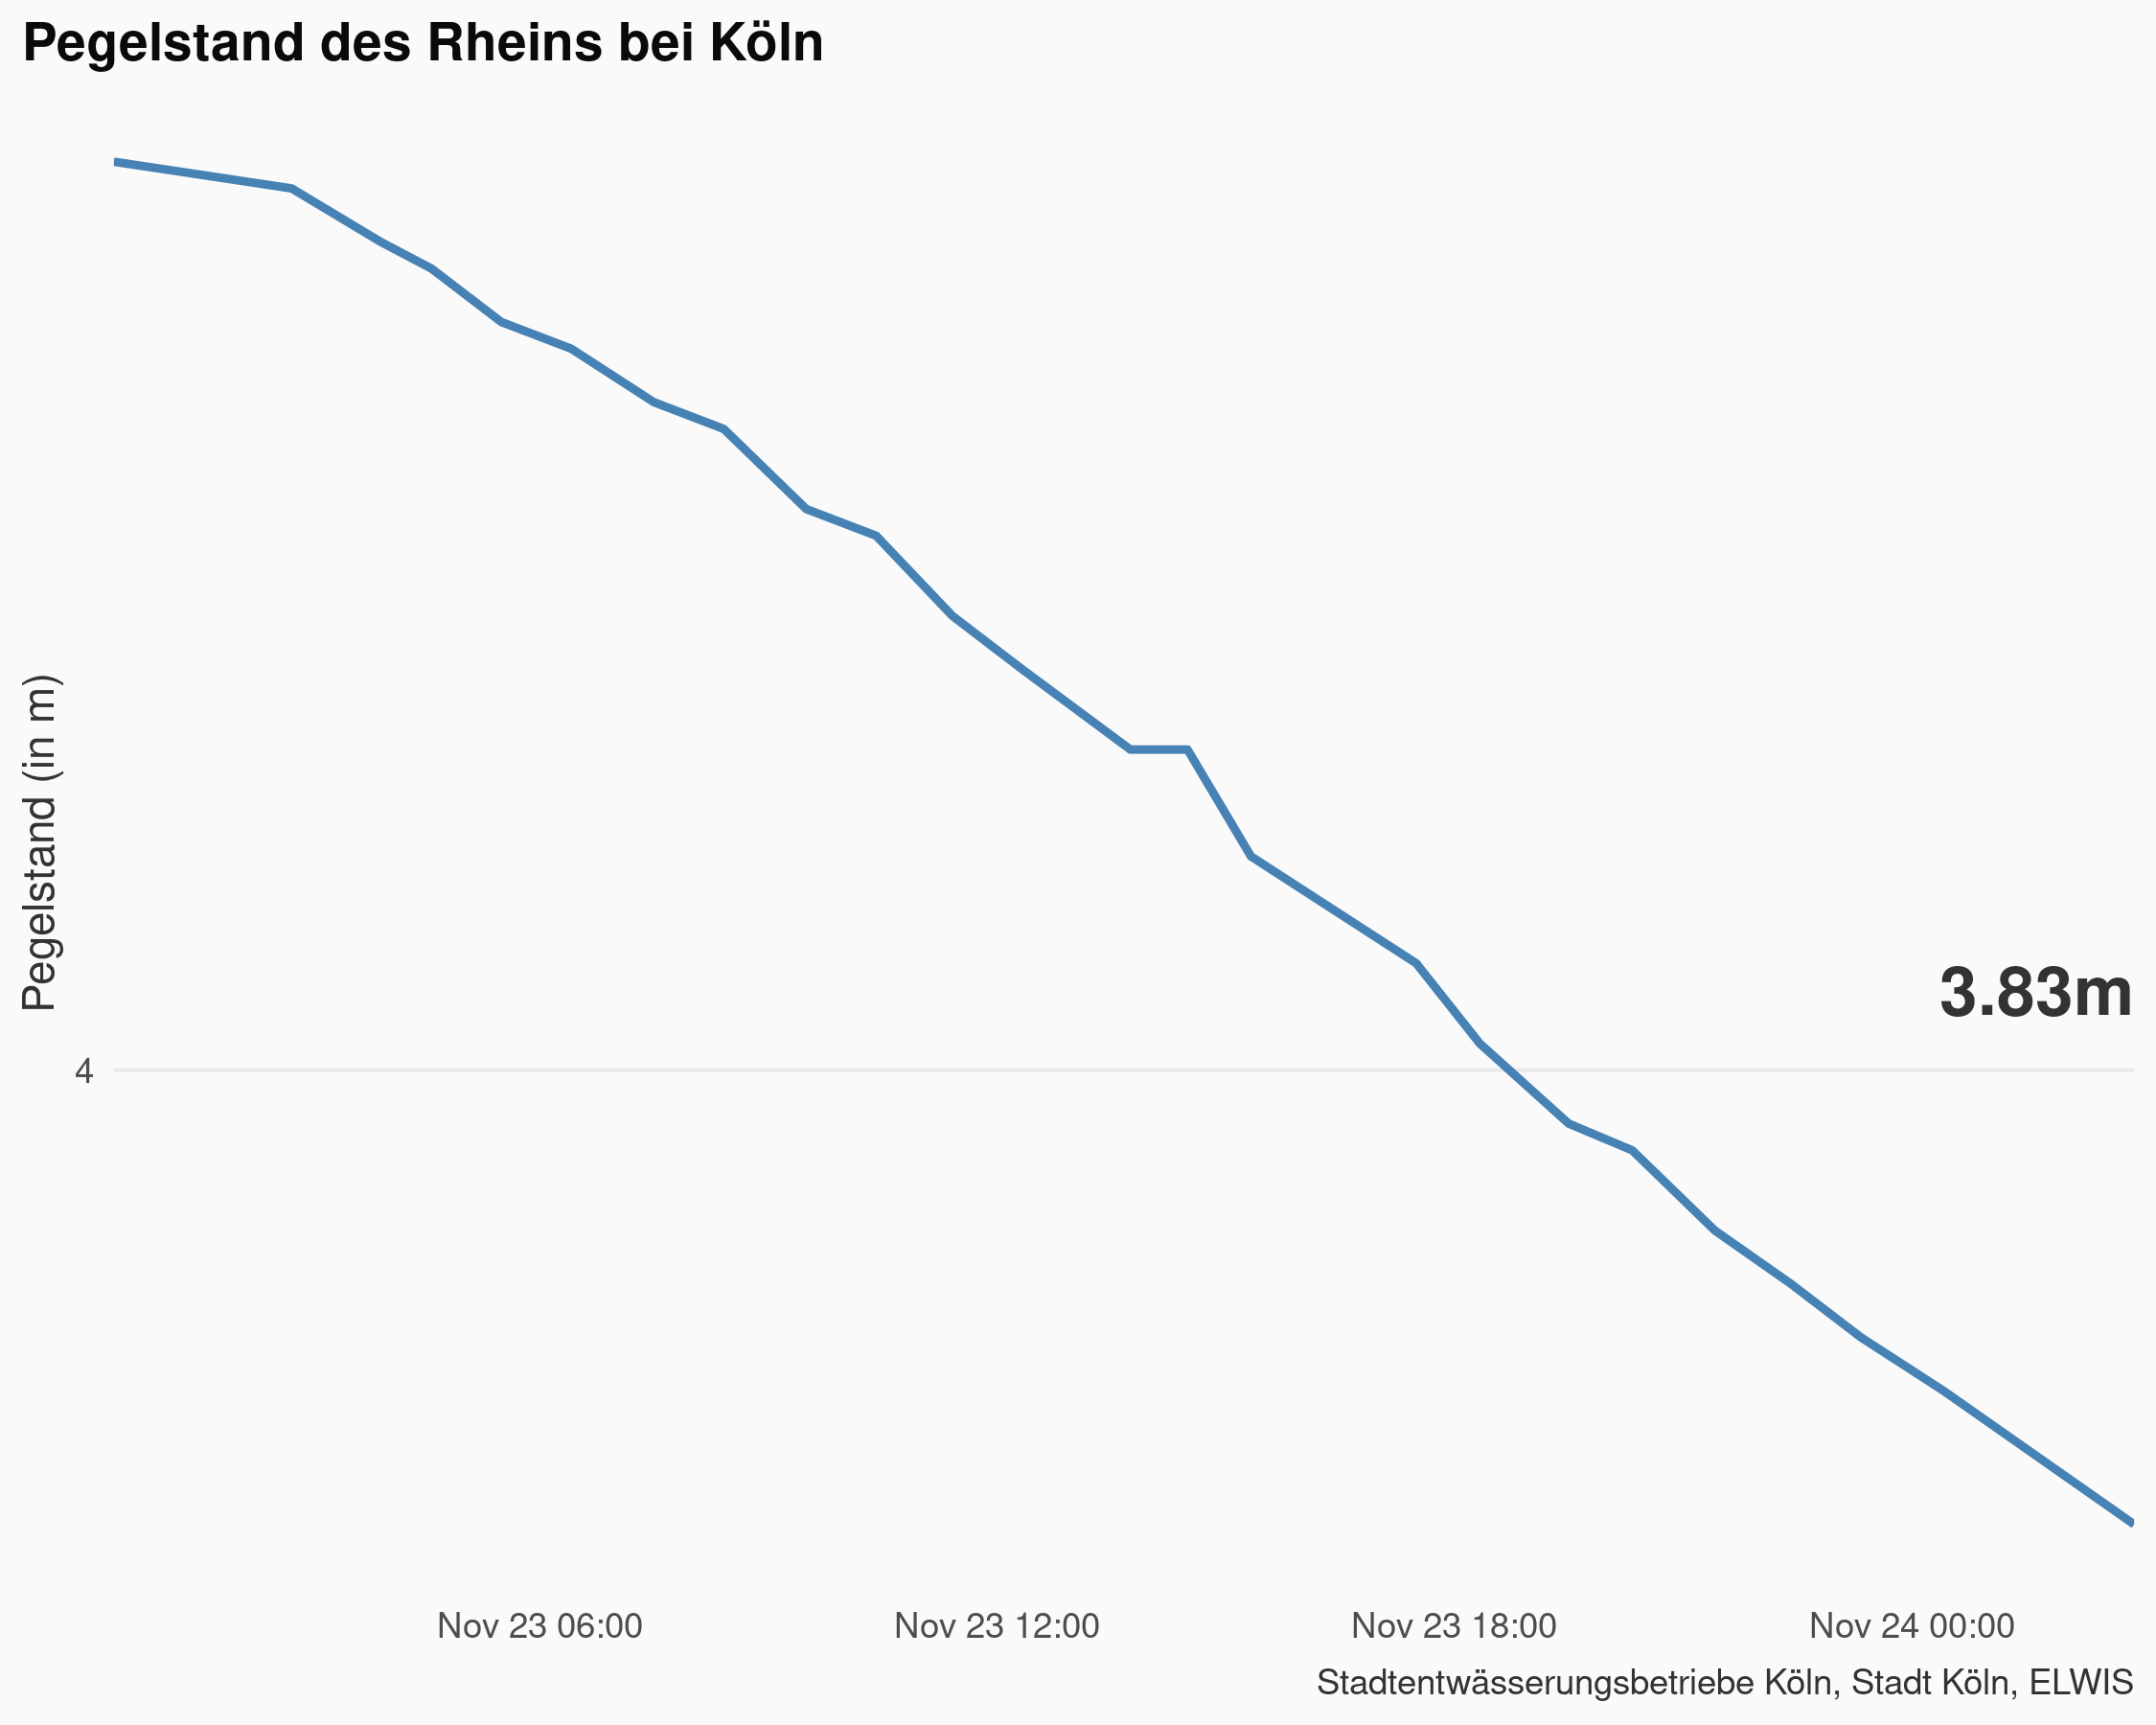 Pegelstand des Rheins bei Köln
Pegelstand (in m)
3.83m
4
Nov 23 06:00
Nov 23 12:00
Nov 23 18:00
Nov 24 00:00
Stadtentwässerungsbetriebe Köln, Stadt Köln, ELWIS